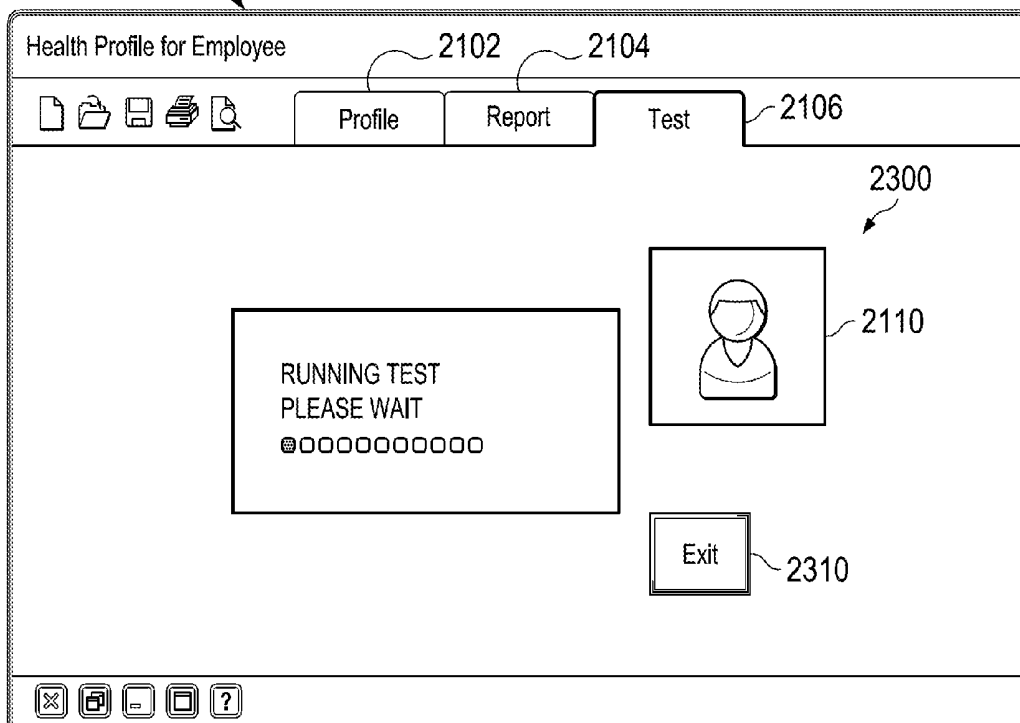 Health Profile for Employee
2102
2104
Profile
Report
Test
2106
2300
2110
RUNNING TEST
PLEASE WAIT
Exit
2310
?